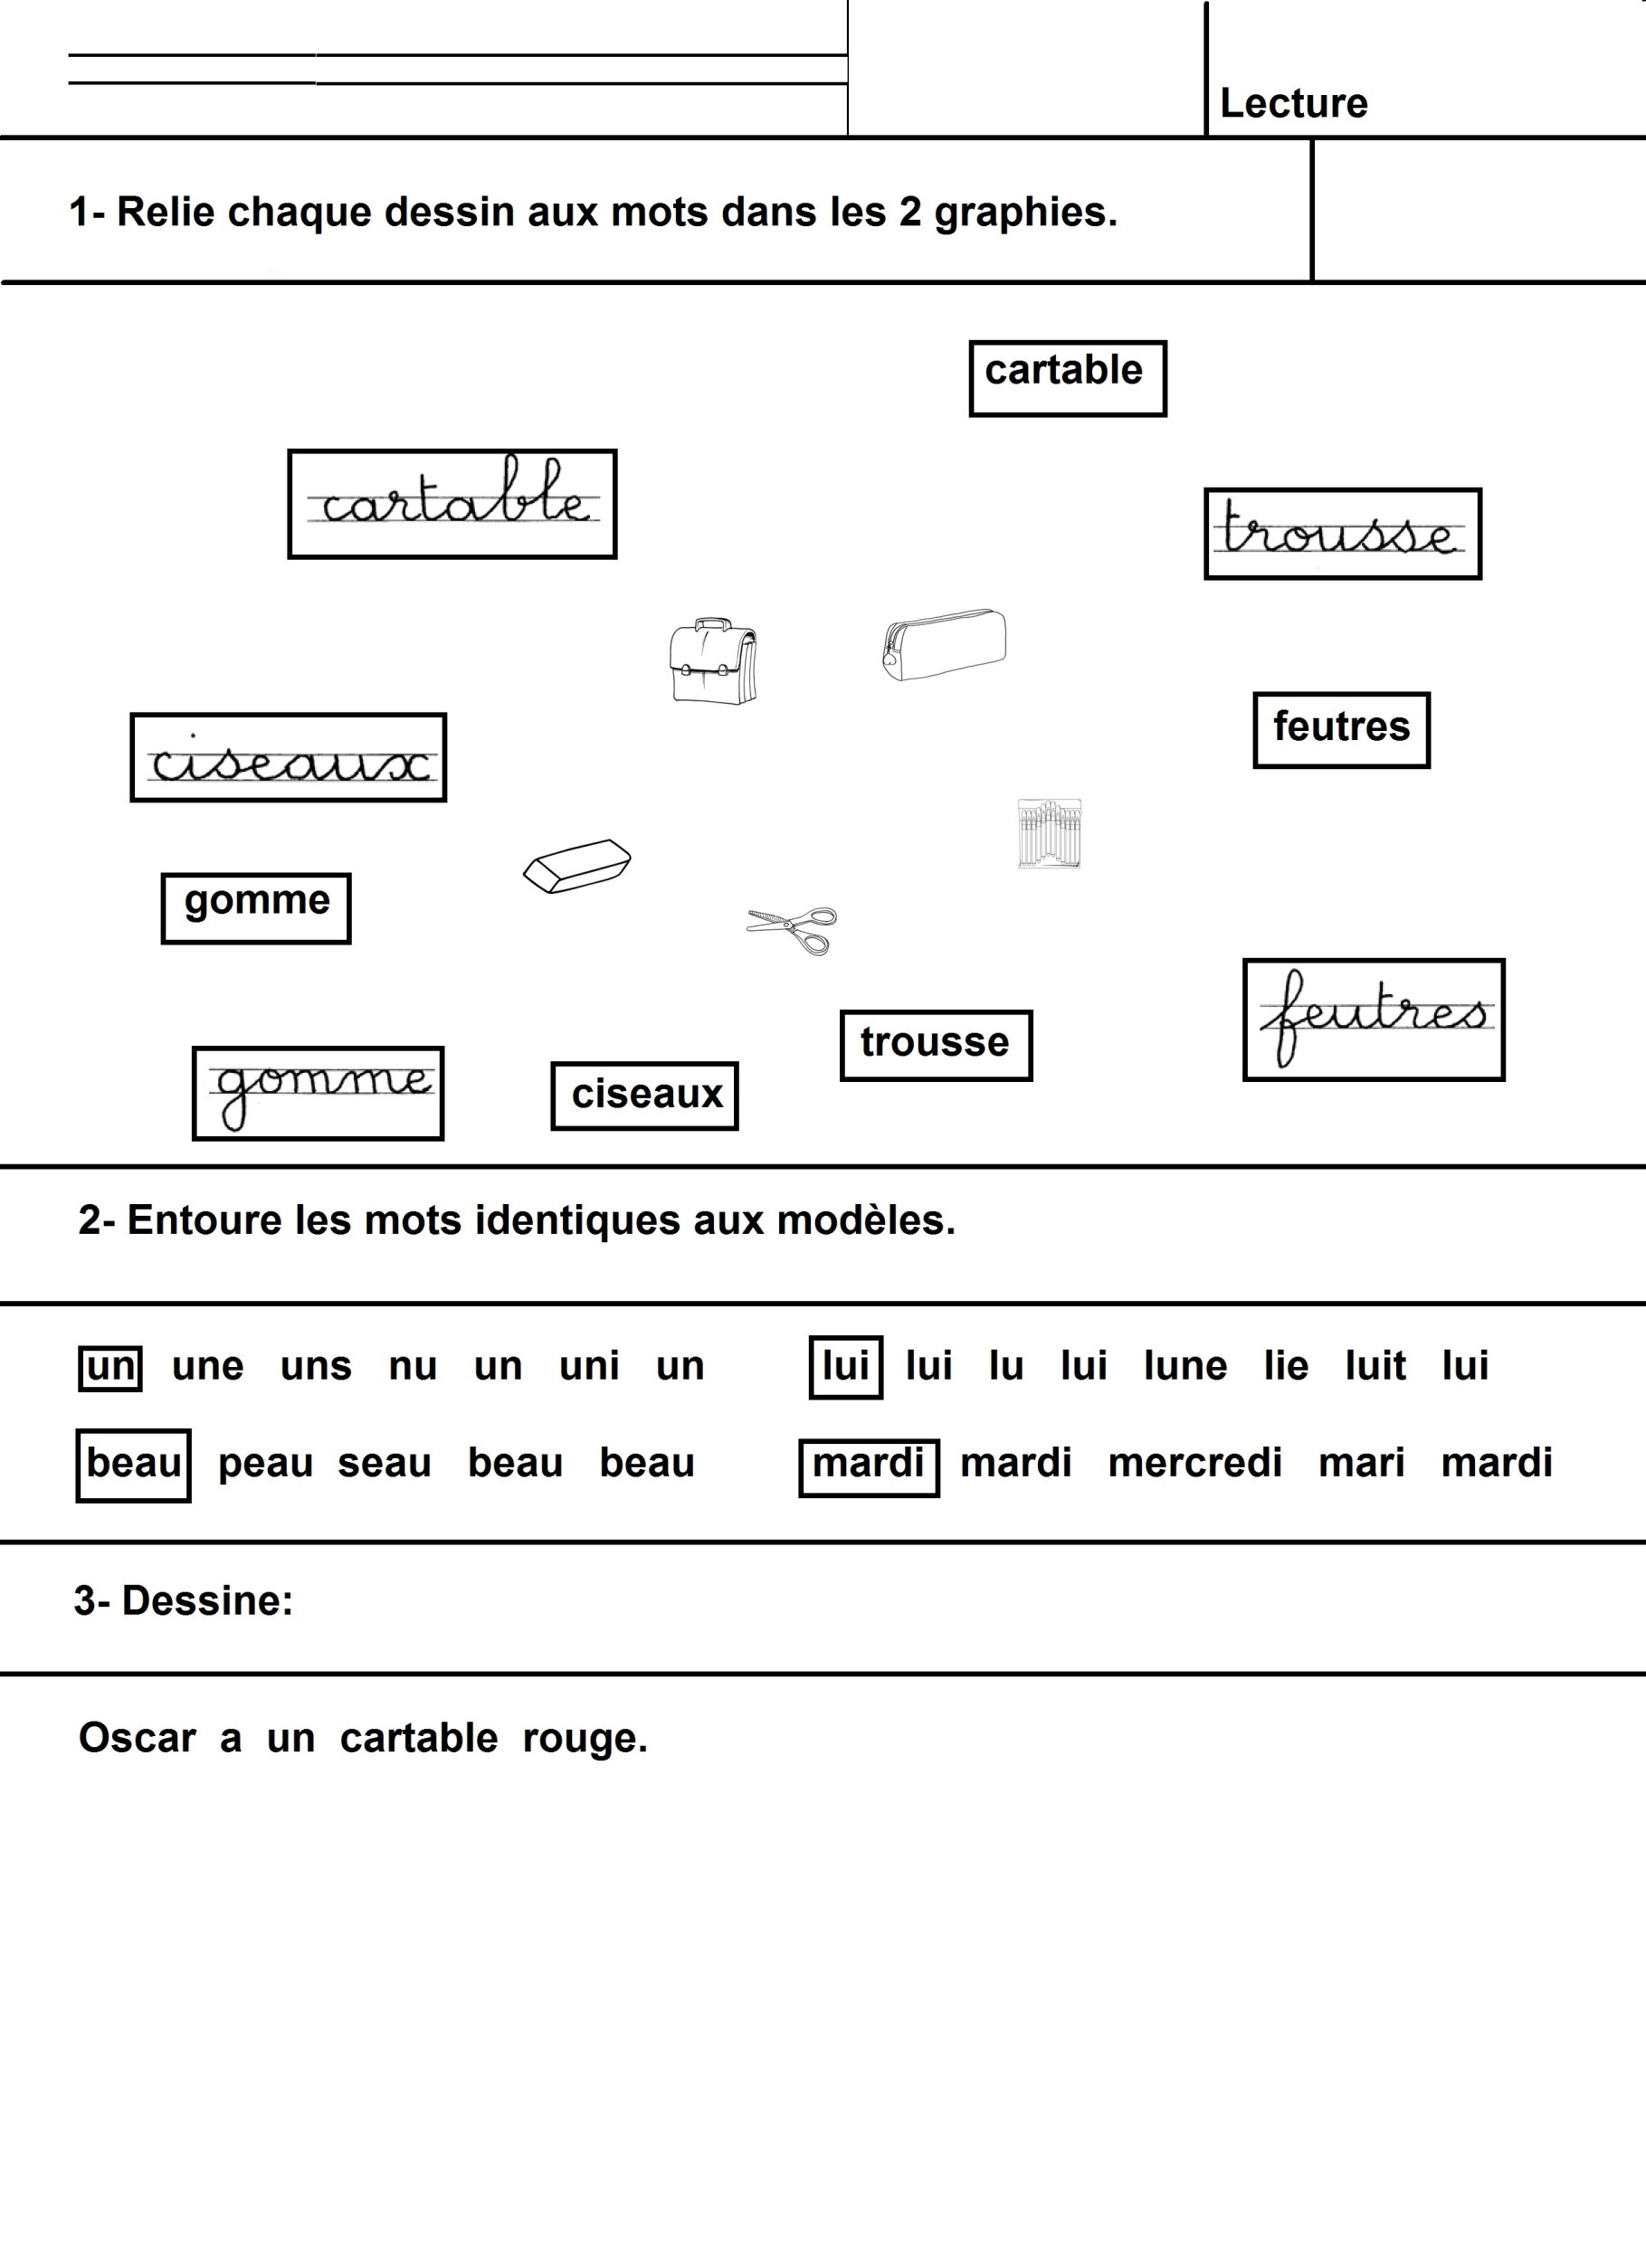 Lecture
1- Relie chaque dessin aux mots dans les 2 graphies.
cartable
cartable
trousse
ciseaux
feutres
gomme
feutres
trousse
gomme
ciseaux
2- Entoure les mots identiques aux modèles.
un une uns nu un uni un
lui lui lu lui lune lie luit lui
beau peau seau beau beau
mardi mardi mercredi mari mardi
3- Dessine:
Oscar a un cartable rouge.